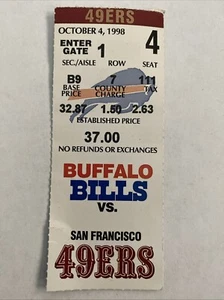 49ERS
OCTOBER 4, 1998
ENTER GATE 1 4
SEC./AISLE ROW SEAT
B9 7 111
BASE PRICE COUNTY CHARGE TAX
32.87 1.50 2.63
ESTABLISHED PRICE
37.00
NO REFUNDS OR EXCHANGES
BUFFALO
BILLS
VS.
SAN FRANCISCO
49ERS